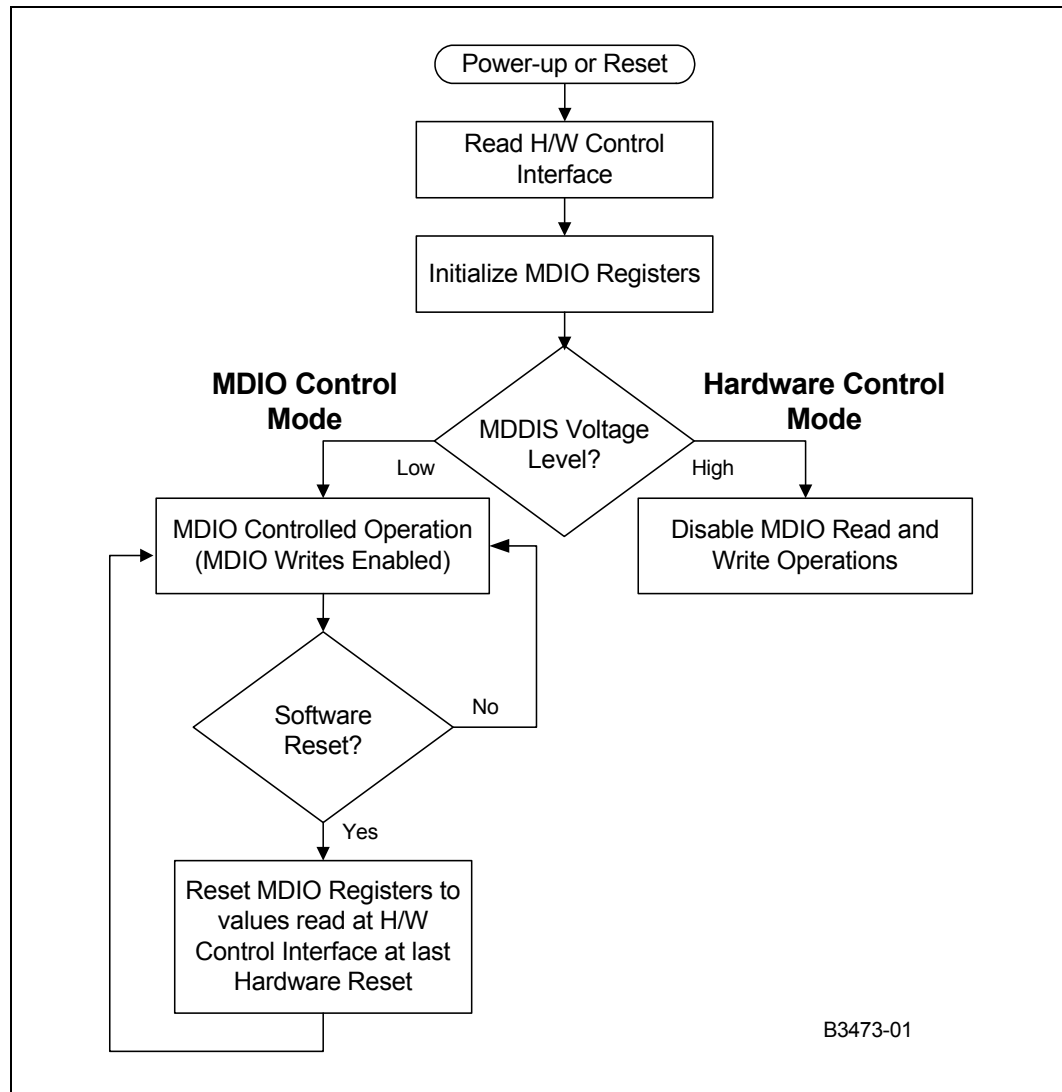 Power-up or Reset
Read H/W Control
Interface
Initialize MDIO Registers
MDIO Control
Mode
Hardware Control
Mode
MDDIS Voltage
Level?
Low
High
MDIO Controlled Operation
(MDIO Writes Enabled)
Disable MDIO Read and
Write Operations
Software
Reset?
No
Yes
Reset MDIO Registers to
values read at H/W
Control Interface at last
Hardware Reset
B3473-01